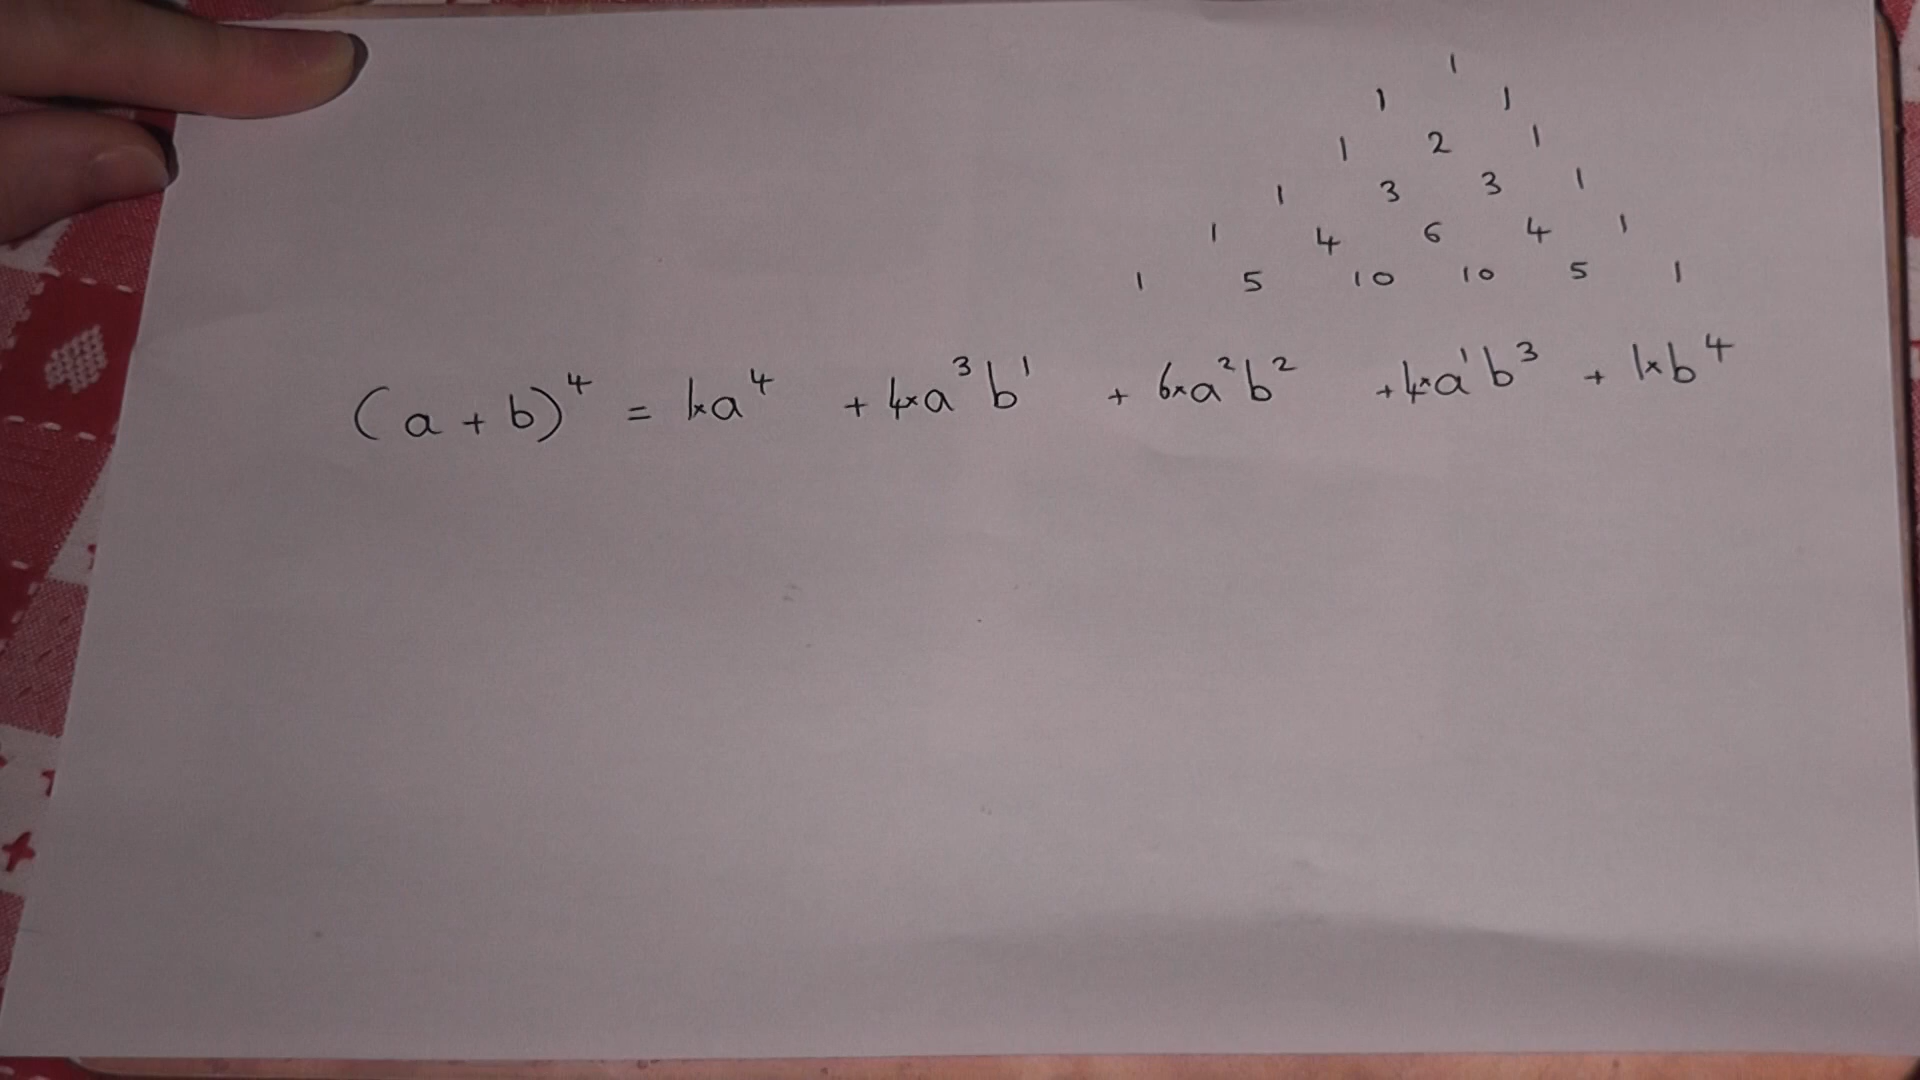 1
1 1
1 2 1
1 3 3 1
1 4 6 4 1
1 5 10 10 5 1
(a + b)⁴ = 1×a⁴ + 4×a³b¹ + 6×a²b² + 4×a¹b³ + 1×b⁴